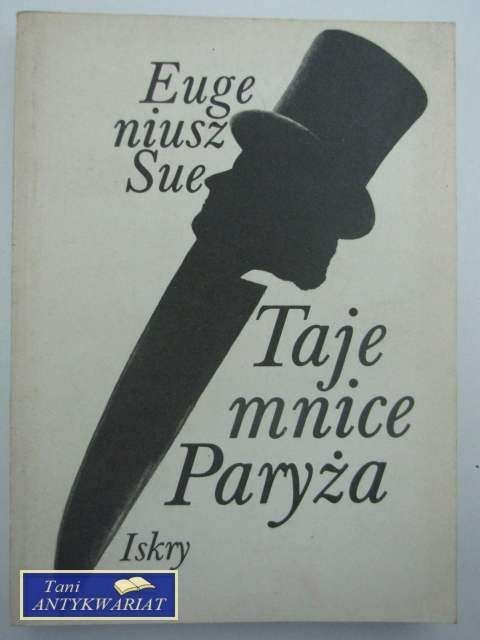 Euge
niusz
Sue
Taje
mnice
Paryża
Iskry
Tani
ANTYKWARIAT